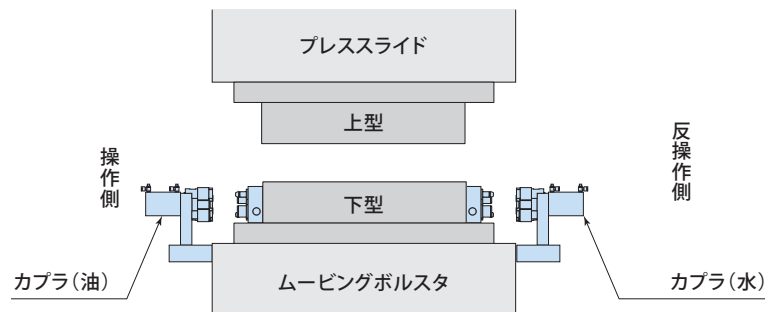 プレススライド
上型
操作側
反操作側
下型
カプラ（油）
ムービングボルスタ
カプラ（水）